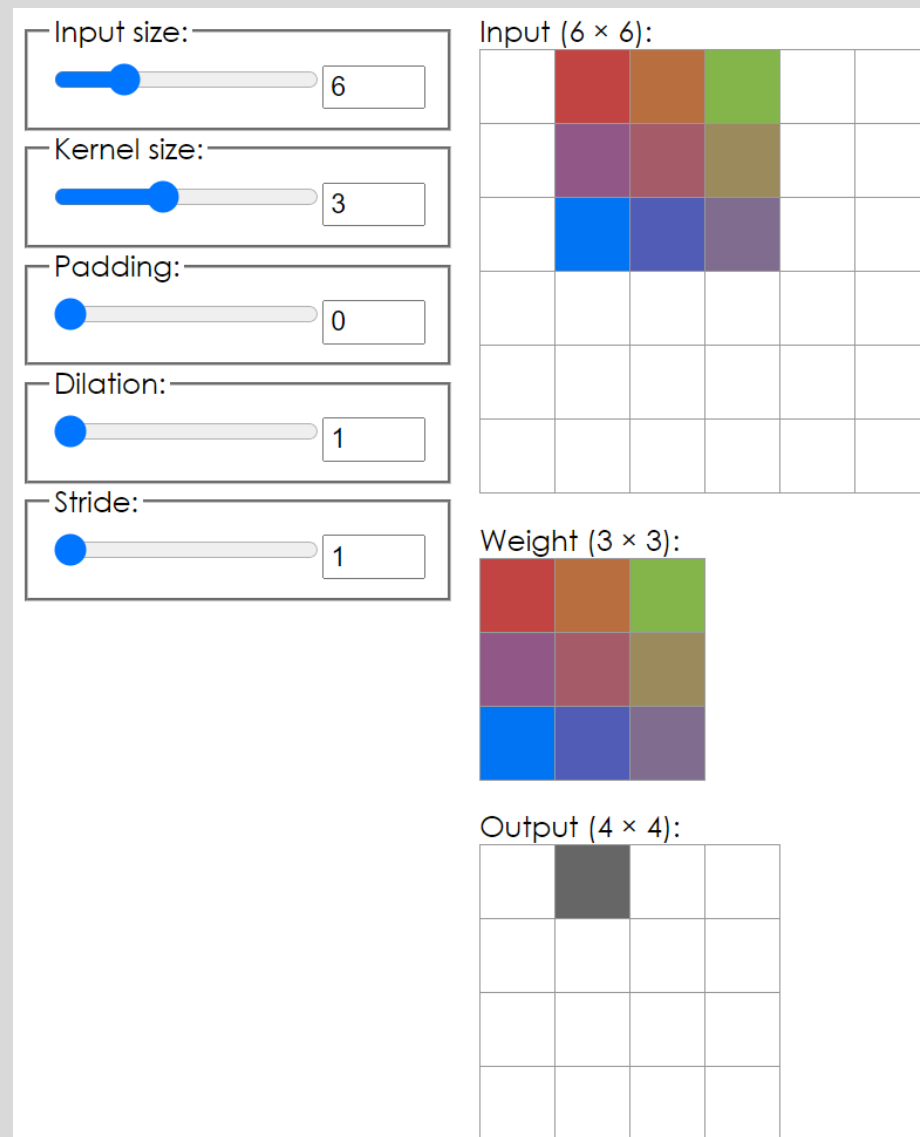 Input size:
6
Kernel size:
3
Padding:
0
Dilation:
1
Stride:
1
Input (6 × 6):
Weight (3 × 3):
Output (4 × 4):